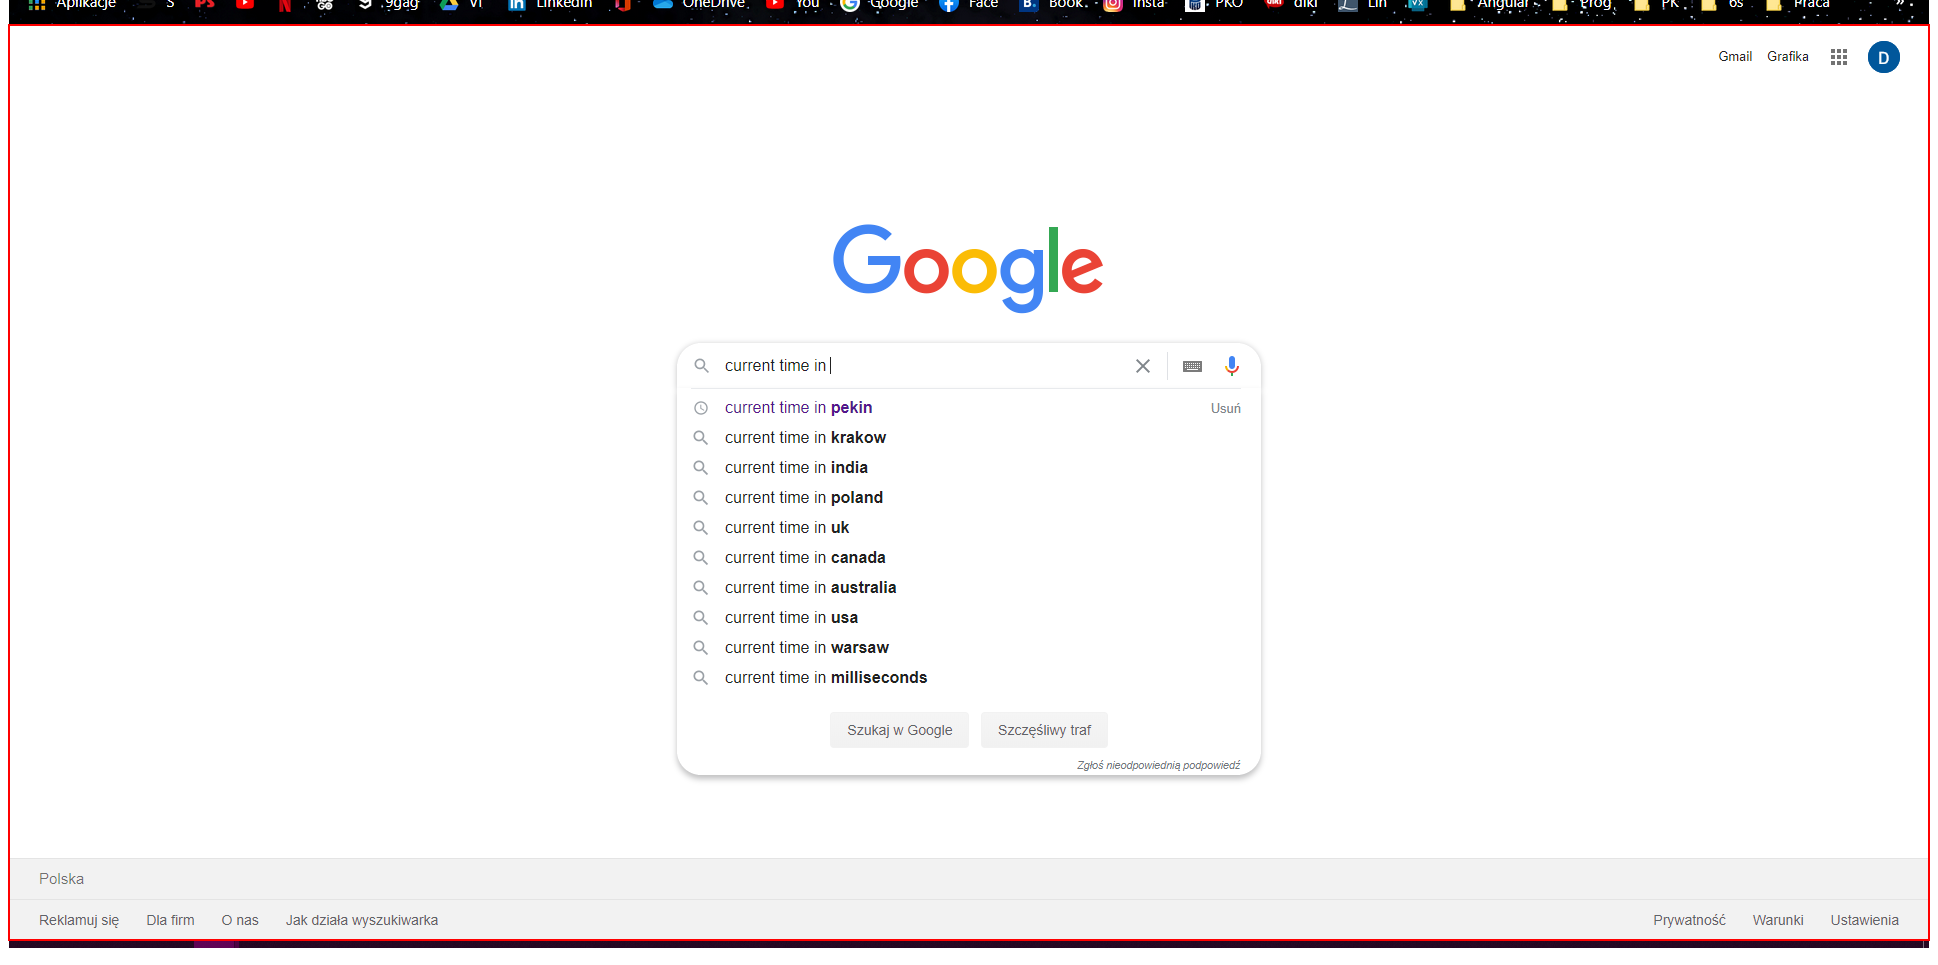 Aplikacje S 9gag VI LinkedIn OneDrive You Google Face Book. Insta PKO diki Lin Angular Prog PK 6s Praca »
Gmail Grafika D
Google
current time in
current time in pekin Usuń
current time in krakow
current time in india
current time in poland
current time in uk
current time in canada
current time in australia
current time in usa
current time in warsaw
current time in milliseconds
Szukaj w Google Szczęśliwy traf
Zgłoś nieodpowiednią podpowiedź
Polska
Reklamuj się Dla firm O nas Jak działa wyszukiwarka Prywatność Warunki Ustawienia